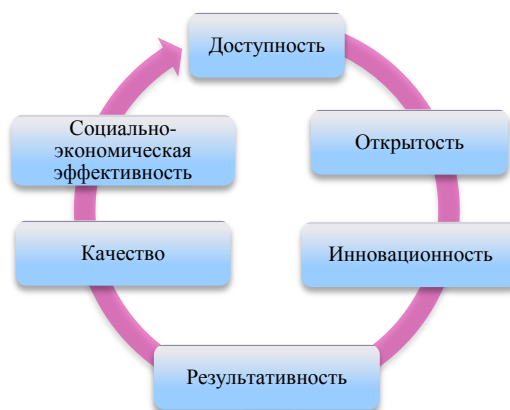 Доступность
Открытость
Инновационность
Результативность
Качество
Социально-
экономическая
эффективность